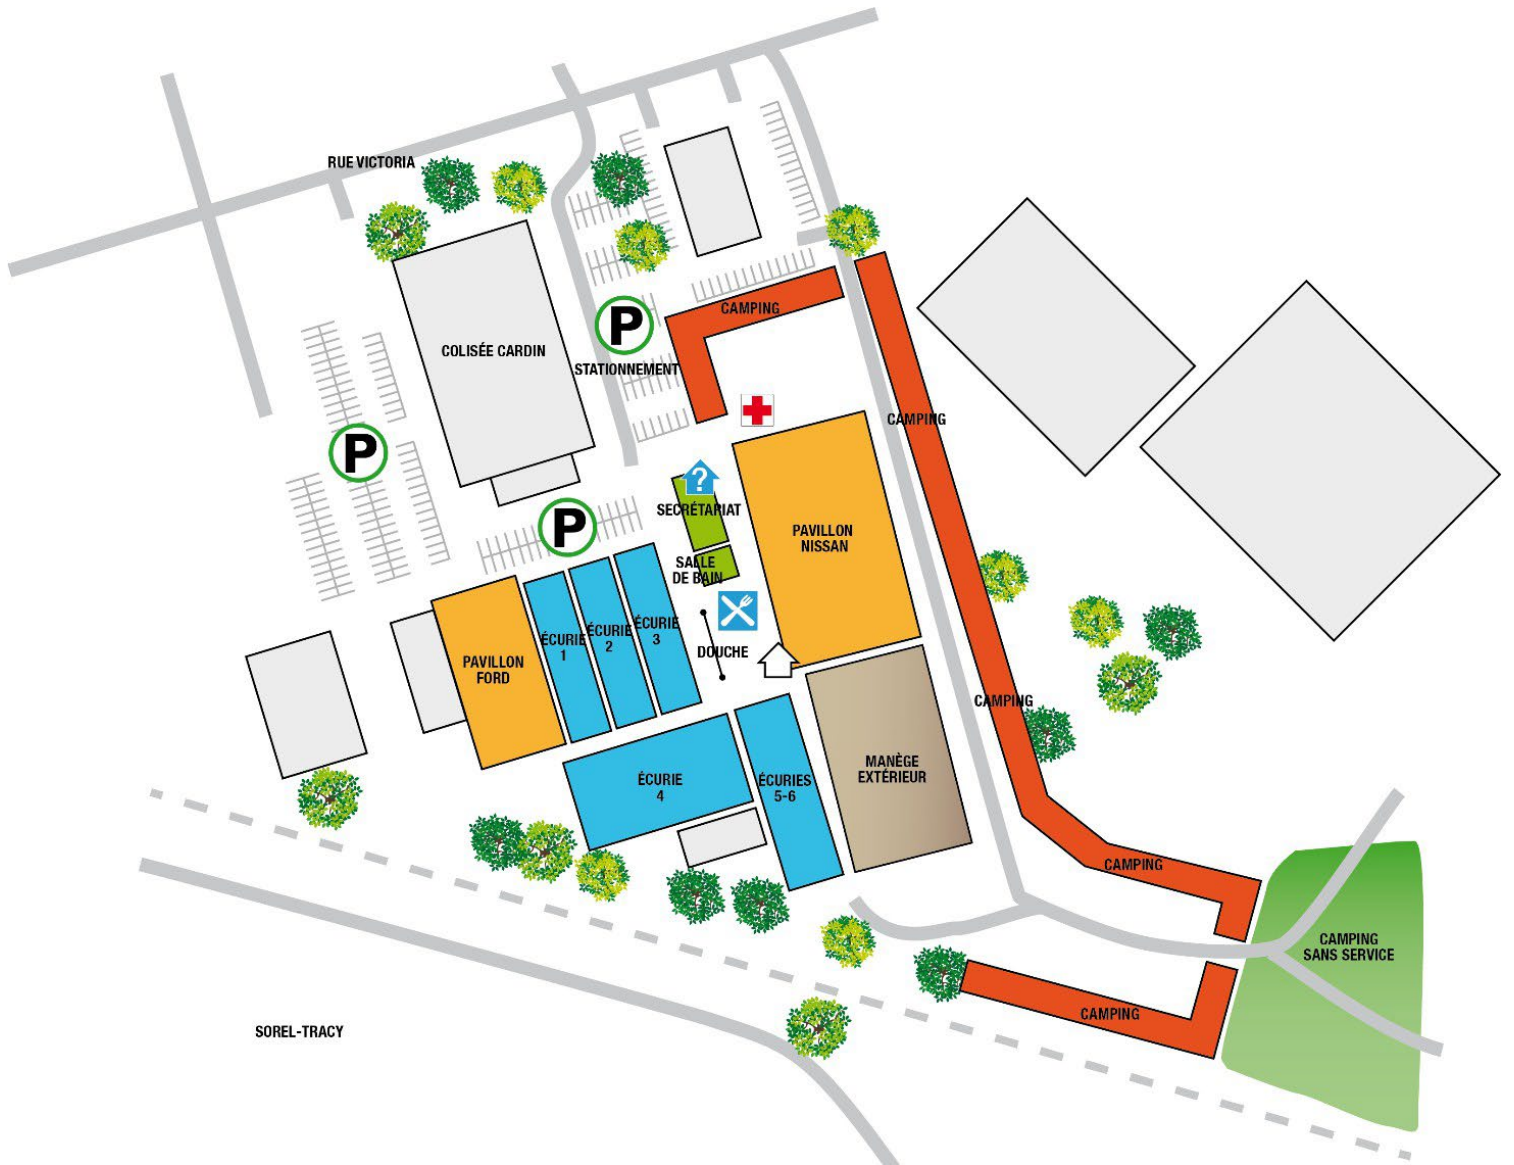 RUE VICTORIA
CAMPING
P
COLISÉE CARDIN
STATIONNEMENT
CAMPING
P
?
SECRÉTARIAT
P
PAVILLON
NISSAN
SALLE
DE BAIN
ÉCURIE
1
ÉCURIE
2
ÉCURIE
3
DOUCHE
PAVILLON
FORD
CAMPING
MANÈGE
EXTÉRIEUR
ÉCURIE
4
ÉCURIES
5-6
CAMPING
CAMPING
SANS SERVICE
CAMPING
SOREL-TRACY